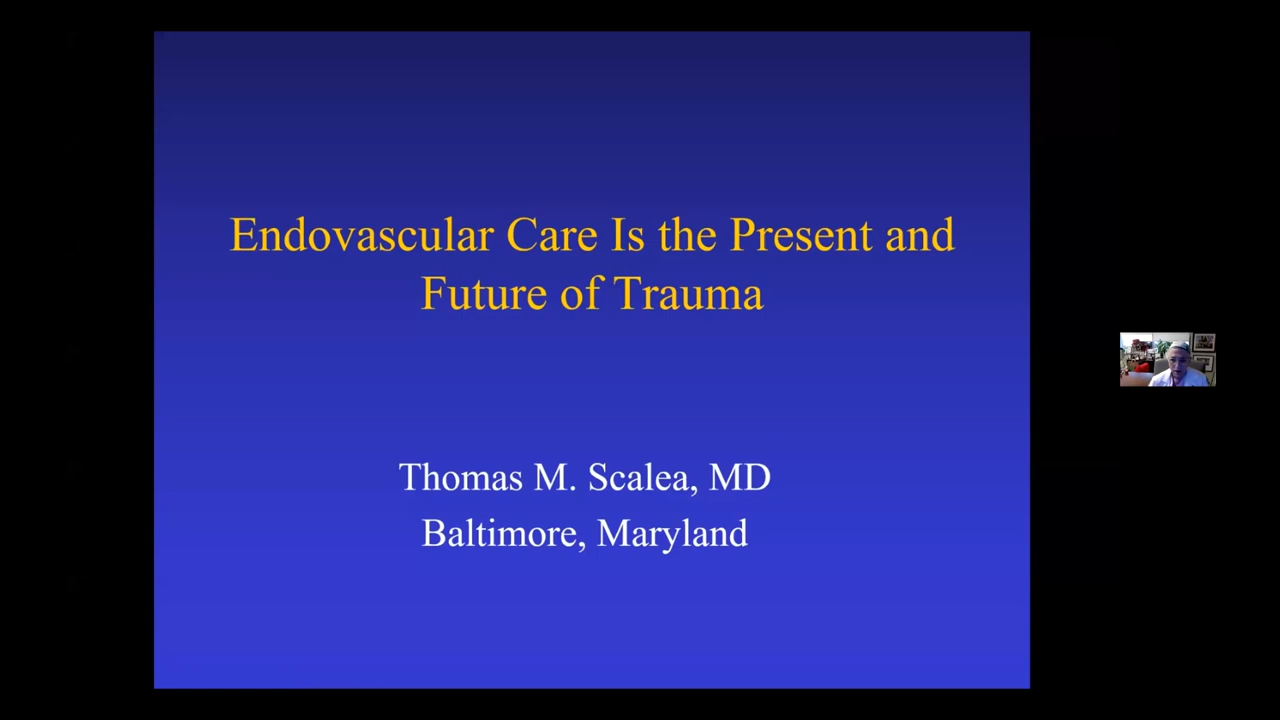 Endovascular Care Is the Present and
Future of Trauma
Thomas M. Scalea, MD
Baltimore, Maryland